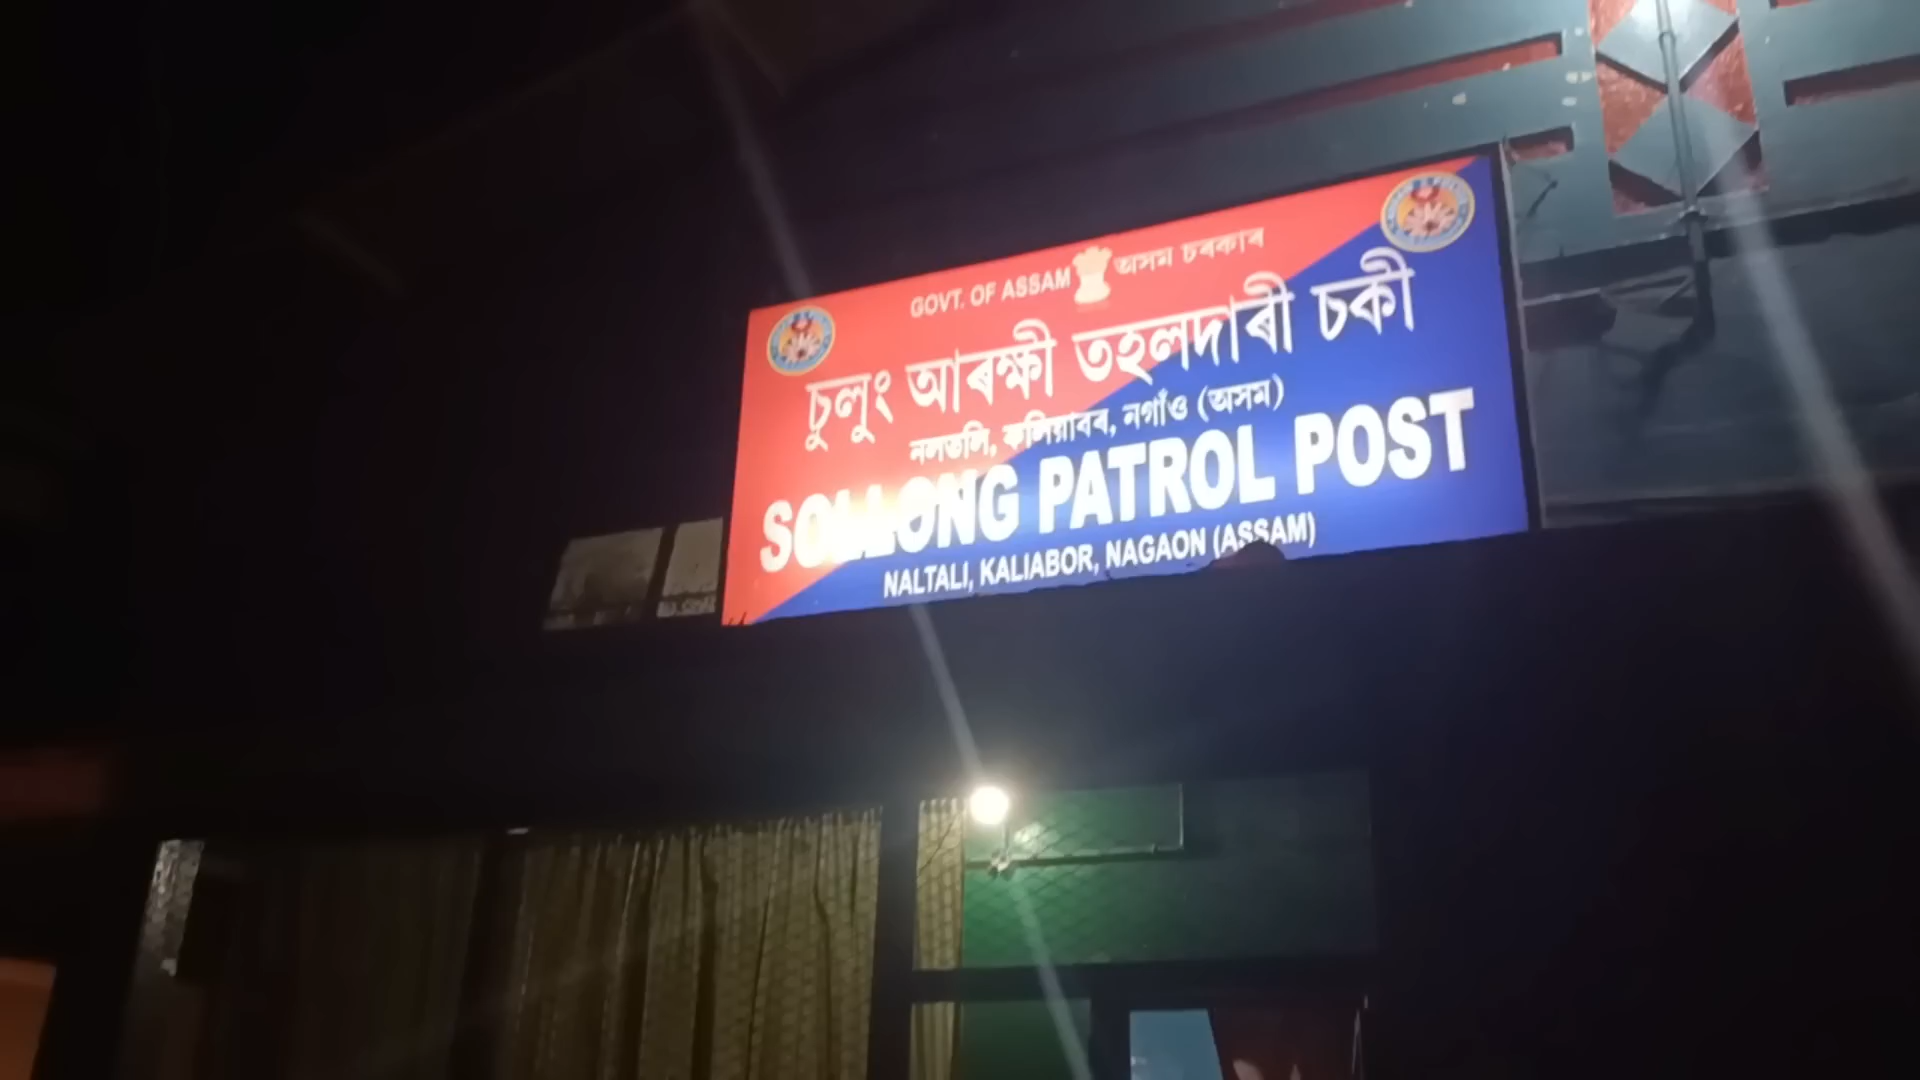 GOVT. OF ASSAM অসম চৰকাৰ
চুলুং আৰক্ষী তহলদাৰী চকী
নলতলি, কলিয়াবৰ, নগাঁও (অসম)
SOLLONG PATROL POST
NALTALI, KALIABOR, NAGAON (ASSAM)